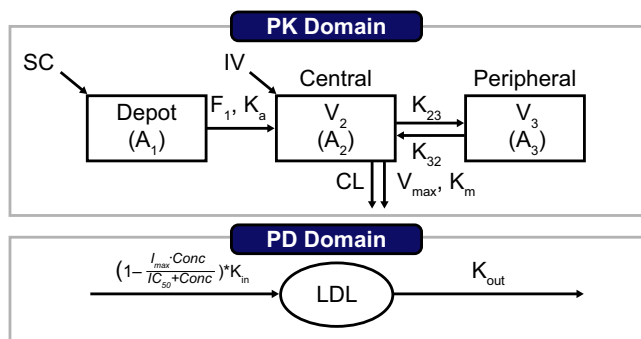 PK Domain
SC
IV
Central
Peripheral
Depot
(A₁)
F₁, Kₐ
V₂
(A₂)
K₂₃
K₃₂
V₃
(A₃)
CL
Vₘₐₓ, Kₘ
PD Domain
(1– Iₘₐₓ·Conc / IC₅₀+Conc )*Kᵢₙ
LDL
Kₒᵤₜ